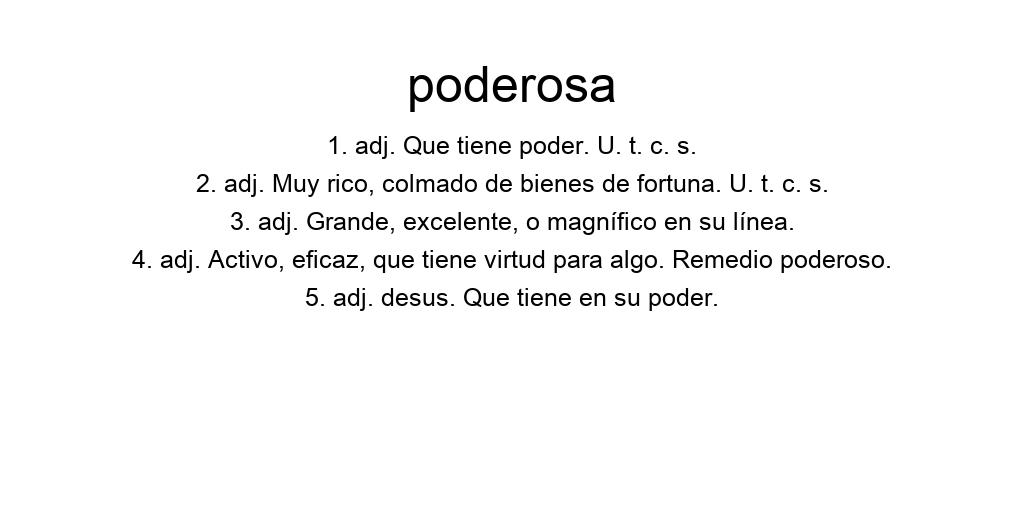 poderosa
1. adj. Que tiene poder. U. t. c. s.
2. adj. Muy rico, colmado de bienes de fortuna. U. t. c. s.
3. adj. Grande, excelente, o magnífico en su línea.
4. adj. Activo, eficaz, que tiene virtud para algo. Remedio poderoso.
5. adj. desus. Que tiene en su poder.